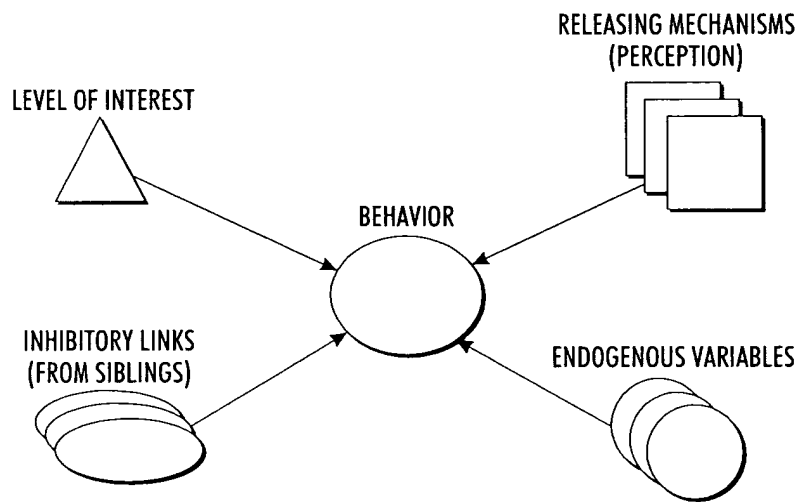 RELEASING MECHANISMS
(PERCEPTION)
LEVEL OF INTEREST
BEHAVIOR
INHIBITORY LINKS
(FROM SIBLINGS)
ENDOGENOUS VARIABLES